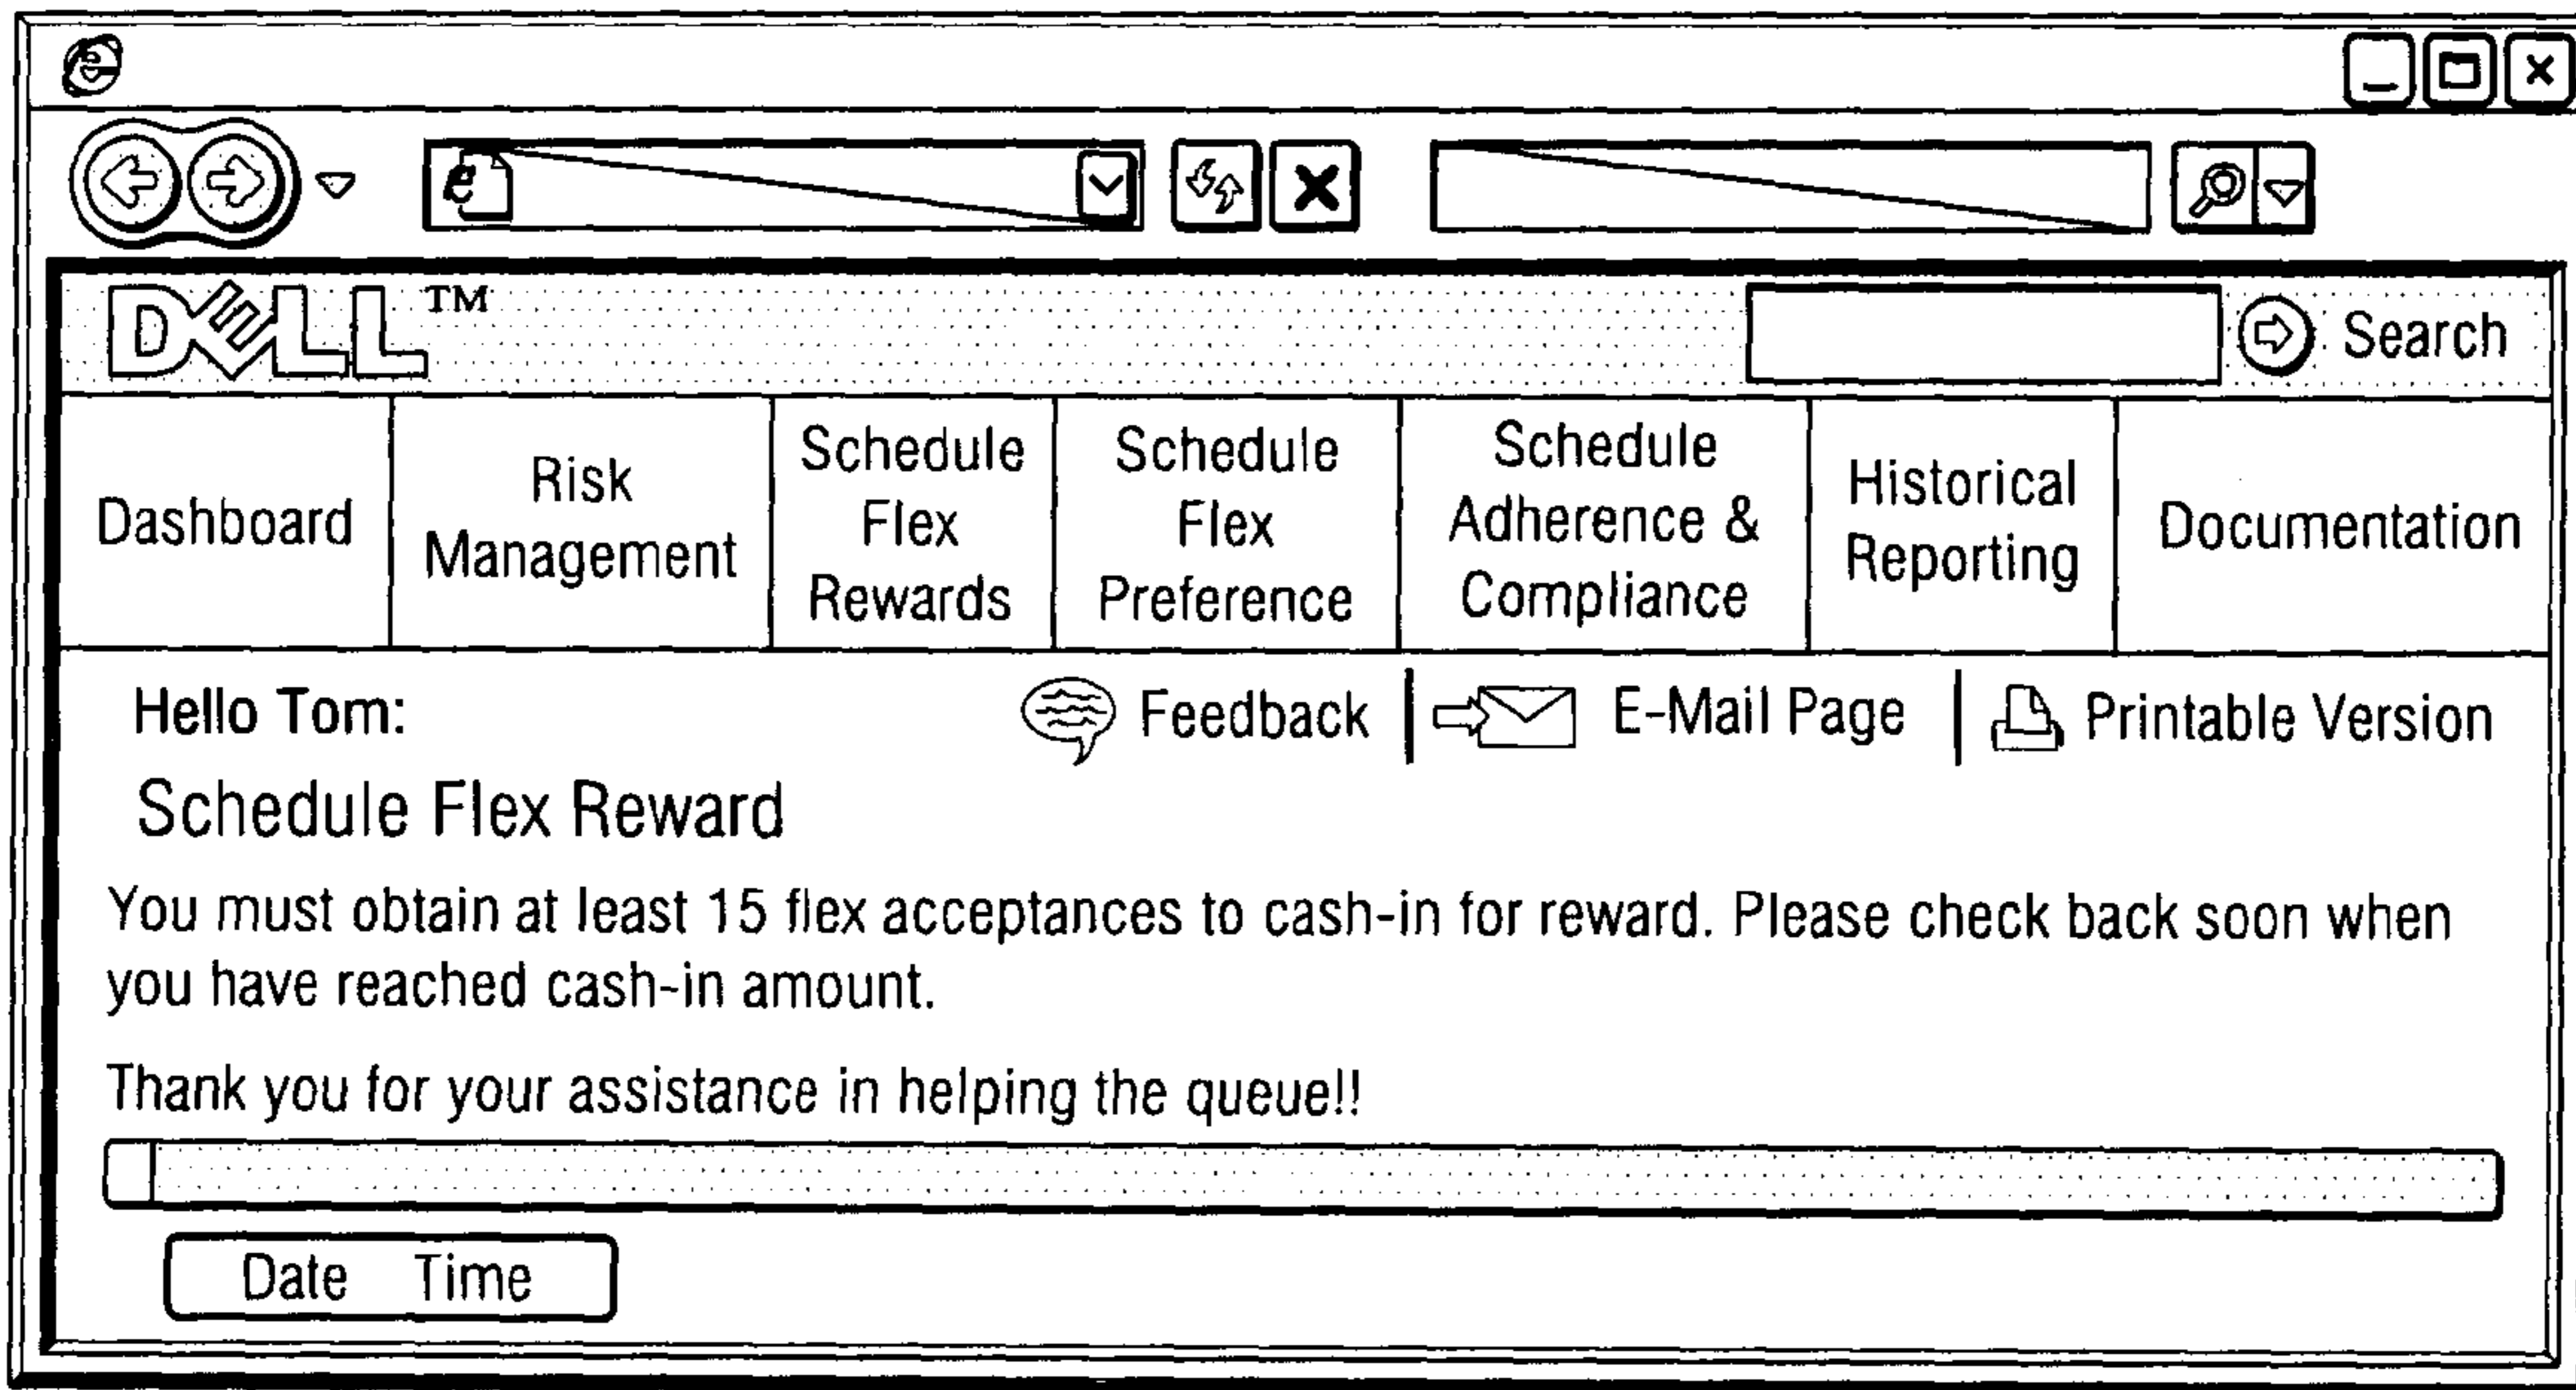 DELL™
Search
Dashboard
Risk
Management
Schedule
Flex
Rewards
Schedule
Flex
Preference
Schedule
Adherence &
Compliance
Historical
Reporting
Documentation
Hello Tom:
Feedback
E-Mail Page
Printable Version
Schedule Flex Reward
You must obtain at least 15 flex acceptances to cash-in for reward. Please check back soon when
you have reached cash-in amount.
Thank you for your assistance in helping the queue!!
Date Time